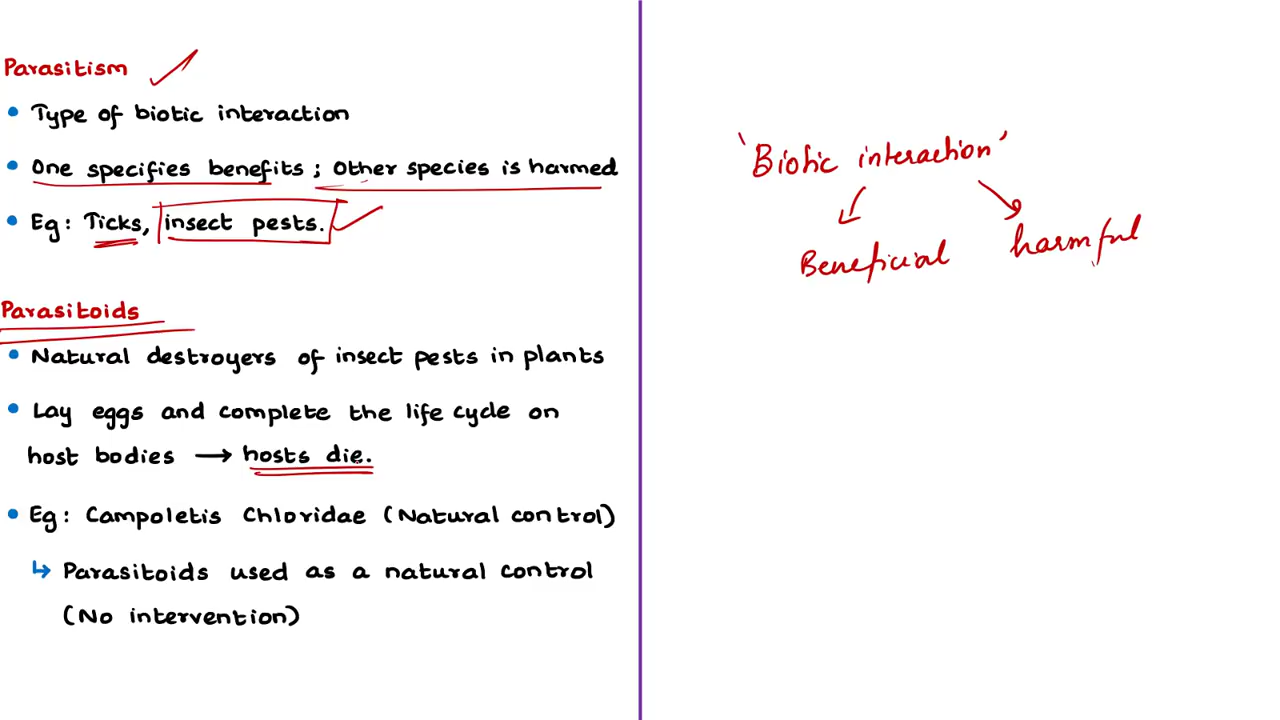 Parasitism
• Type of biotic interaction
• One specifies benefits ; Other species is harmed
• Eg: Ticks, insect pests.
Parasitoids
• Natural destroyers of insect pests in plants
• Lay eggs and complete the life cycle on
host bodies → hosts die.
• Eg: Campoletis Chloridae (Natural control)
↳ Parasitoids used as a natural control
(No intervention)
'Biotic interaction'
Beneficial harmful